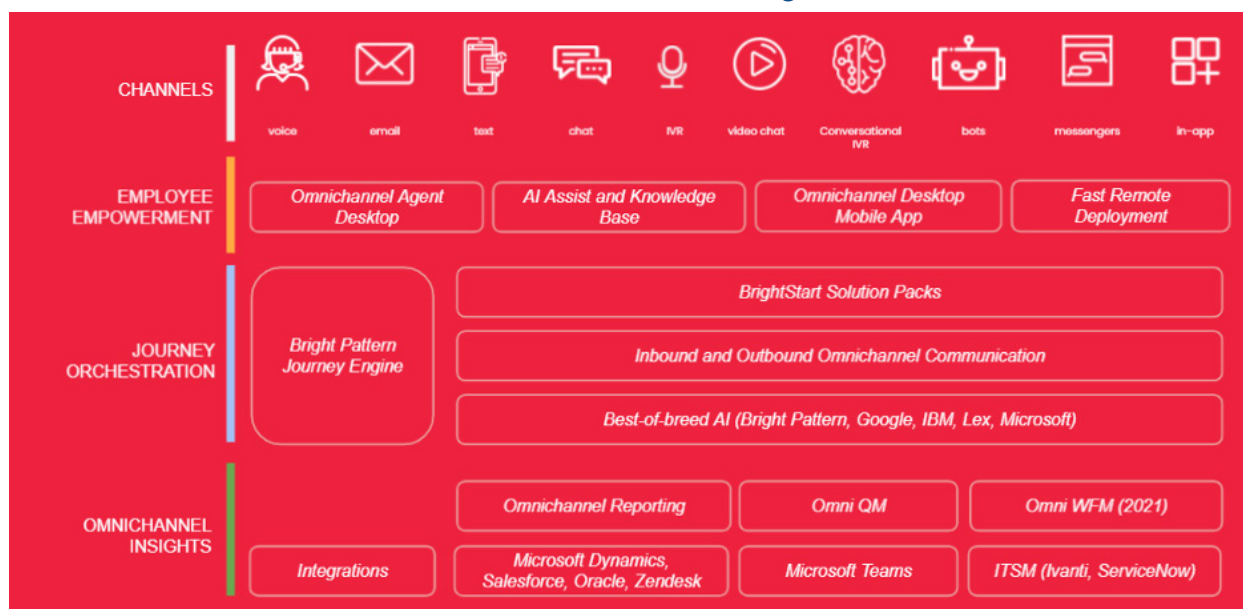 CHANNELS
voice
email
text
chat
IVR
video chat
Conversational
IVR
bots
messengers
in-app
EMPLOYEE
EMPOWERMENT
Omnichannel Agent
Desktop
AI Assist and Knowledge
Base
Omnichannel Desktop
Mobile App
Fast Remote
Deployment
JOURNEY
ORCHESTRATION
Bright Pattern
Journey Engine
BrightStart Solution Packs
Inbound and Outbound Omnichannel Communication
Best-of-breed AI (Bright Pattern, Google, IBM, Lex, Microsoft)
OMNICHANNEL
INSIGHTS
Omnichannel Reporting
Omni QM
Omni WFM (2021)
Integrations
Microsoft Dynamics,
Salesforce, Oracle, Zendesk
Microsoft Teams
ITSM (Ivanti, ServiceNow)